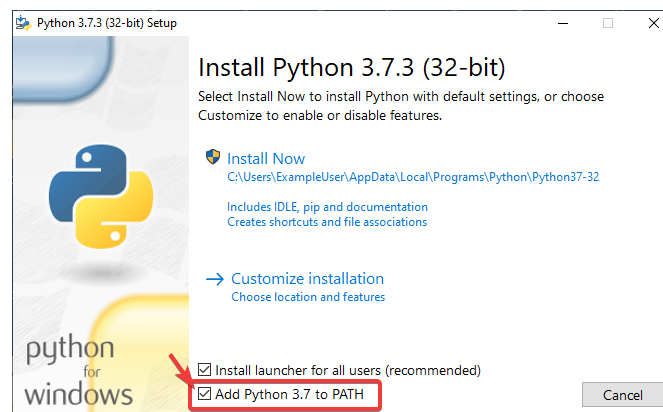 Python 3.7.3 (32-bit) Setup
Install Python 3.7.3 (32-bit)
Select Install Now to install Python with default settings, or choose
Customize to enable or disable features.
Install Now
C:\Users\ExampleUser\AppData\Local\Programs\Python\Python37-32
Includes IDLE, pip and documentation
Creates shortcuts and file associations
Customize installation
Choose location and features
python
for
windows
Install launcher for all users (recommended)
Add Python 3.7 to PATH
Cancel